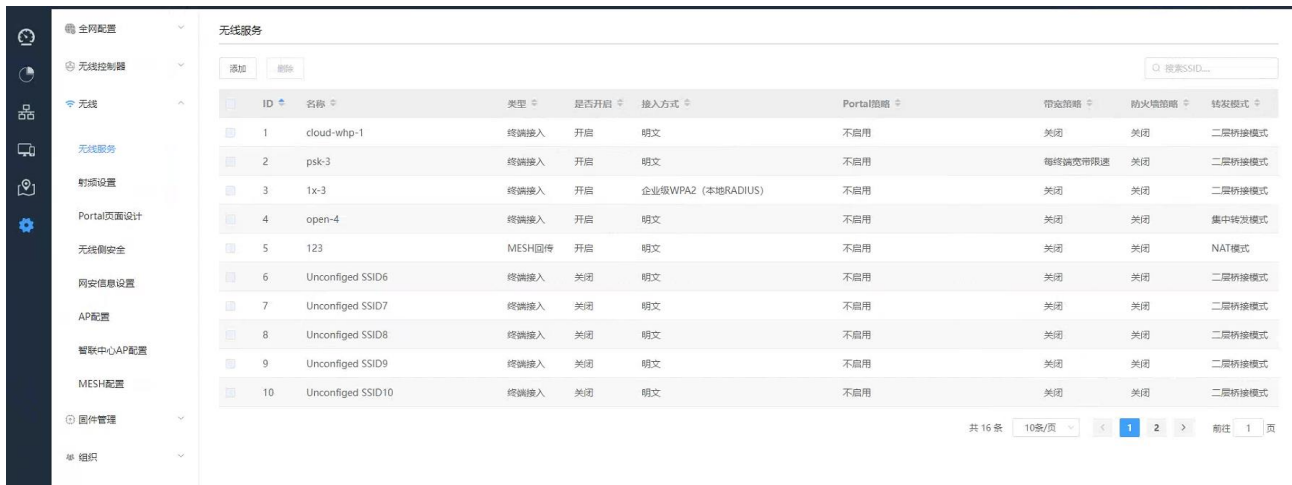 全网配置
无线控制器
无线
无线服务
射频设置
Portal页面设计
无线侧安全
网安信息设置
AP配置
智联中心AP配置
MESH配置
固件管理
组织
无线服务
添加 删除 搜索SSID...
ID 名称 类型 是否开启 接入方式 Portal策略 带宽策略 防火墙策略 转发模式
1 cloud-whp-1 终端接入 开启 明文 不启用 关闭 关闭 二层桥接模式
2 psk-3 终端接入 开启 明文 不启用 每终端宽带限速 关闭 二层桥接模式
3 1x-3 终端接入 开启 企业级WPA2（本地RADIUS） 不启用 关闭 关闭 二层桥接模式
4 open-4 终端接入 开启 明文 不启用 关闭 关闭 集中转发模式
5 123 MESH回传 开启 明文 不启用 关闭 关闭 NAT模式
6 Unconfiged SSID6 终端接入 关闭 明文 不启用 关闭 关闭 二层桥接模式
7 Unconfiged SSID7 终端接入 关闭 明文 不启用 关闭 关闭 二层桥接模式
8 Unconfiged SSID8 终端接入 关闭 明文 不启用 关闭 关闭 二层桥接模式
9 Unconfiged SSID9 终端接入 关闭 明文 不启用 关闭 关闭 二层桥接模式
10 Unconfiged SSID10 终端接入 关闭 明文 不启用 关闭 关闭 二层桥接模式
共 16 条 10条/页 1 2 前往 1 页